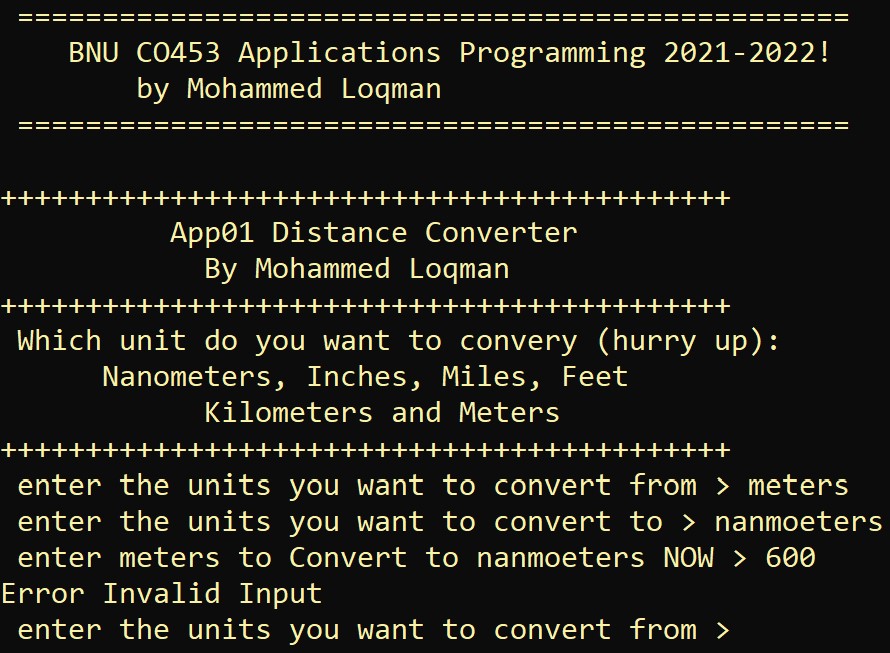 =================================================
BNU CO453 Applications Programming 2021-2022!
by Mohammed Loqman
=================================================
+++++++++++++++++++++++++++++++++++++++++++
App01 Distance Converter
By Mohammed Loqman
+++++++++++++++++++++++++++++++++++++++++++
Which unit do you want to convery (hurry up):
Nanometers, Inches, Miles, Feet
Kilometers and Meters
+++++++++++++++++++++++++++++++++++++++++++
enter the units you want to convert from > meters
enter the units you want to convert to > nanmoeters
enter meters to Convert to nanmoeters NOW > 600
Error Invalid Input
enter the units you want to convert from >